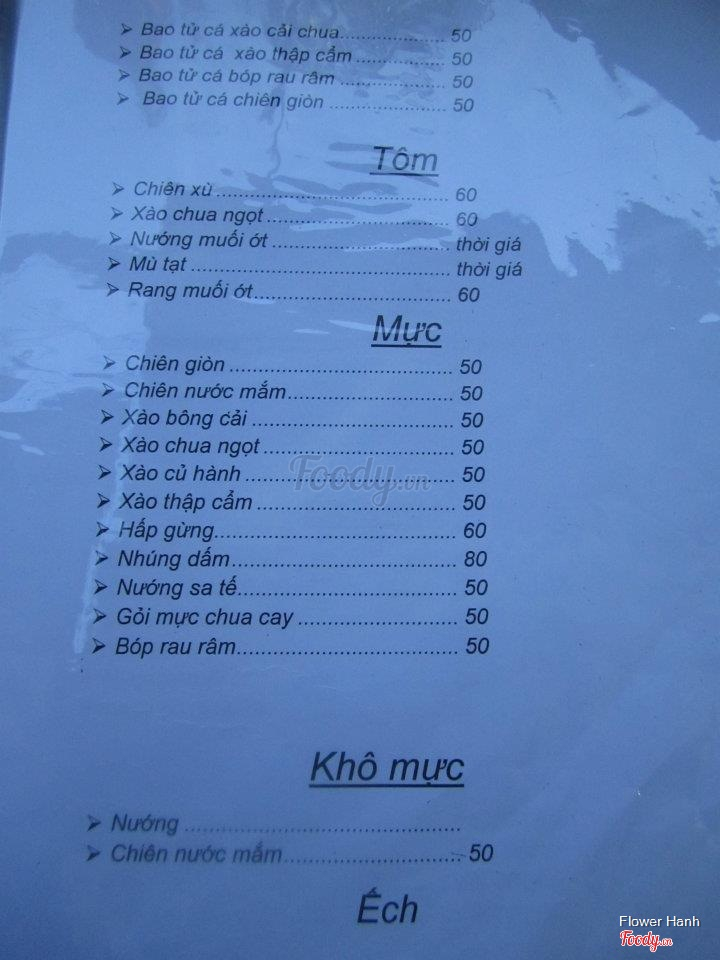 ➢ Bao tử cá xào cải chua.................. 50
➢ Bao tử cá xào thập cẩm .................. 50
➢ Bao tử cá bóp rau râm .................. 50
➢ Bao tử cá chiên giòn .................. 50
Tôm
➢ Chiên xù .................. 60
➢ Xào chua ngọt .................. 60
➢ Nướng muối ớt .................. thời giá
➢ Mù tạt .................. thời giá
➢ Rang muối ớt.................. 60
Mực
➢ Chiên giòn .................. 50
➢ Chiên nước mắm.................. 50
➢ Xào bông cải .................. 50
➢ Xào chua ngọt .................. 50
➢ Xào củ hành .................. 50
➢ Xào thập cẩm .................. 50
➢ Hấp gừng.................. 60
➢ Nhúng dấm.................. 80
➢ Nướng sa tế.................. 50
➢ Gỏi mực chua cay .................. 50
➢ Bóp rau râm.................. 50
Khô mực
➢ Nướng ..................
➢ Chiên nước mắm.................. 50
Ếch
Foody.vn
Flower Hanh
Foody.vn